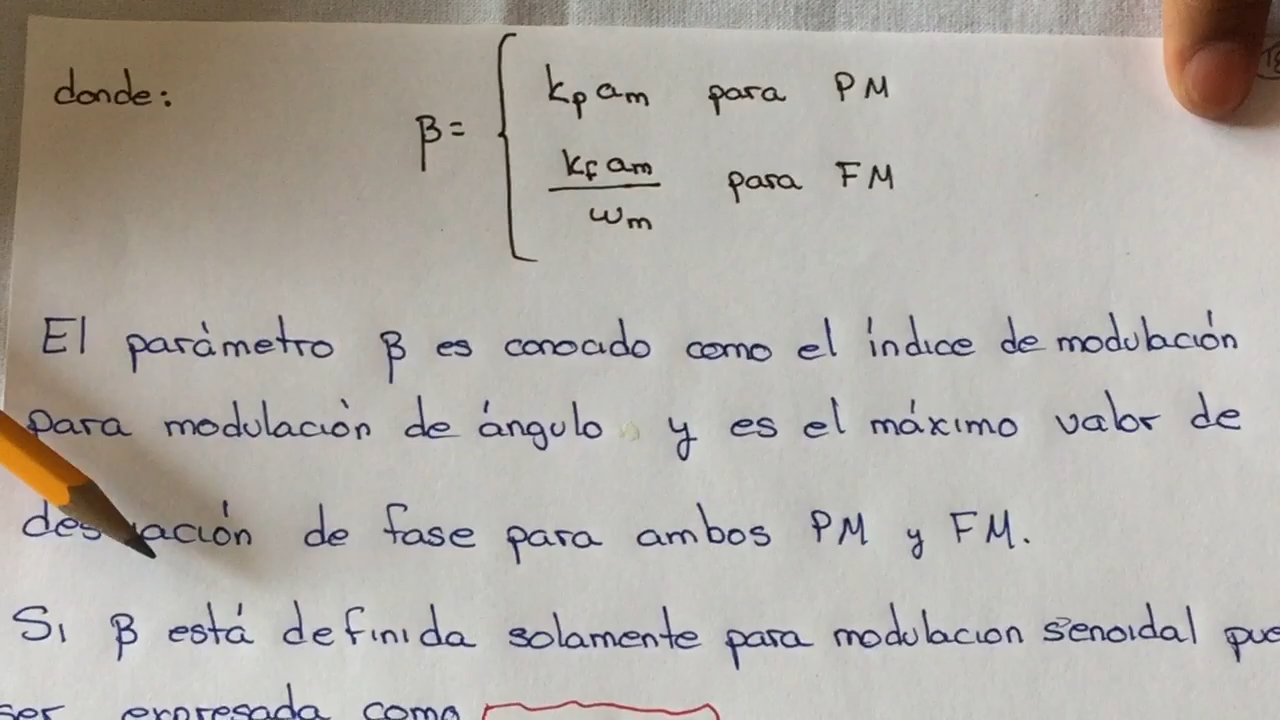 donde:
β = { kp am para PM
kf am / ωm para FM
El parámetro β es conocido como el índice de modulación
para modulación de ángulo y es el máximo valor de
de fase para ambos PM y FM.
Si β está definida solamente para modulacion senoidal
ser expresada como